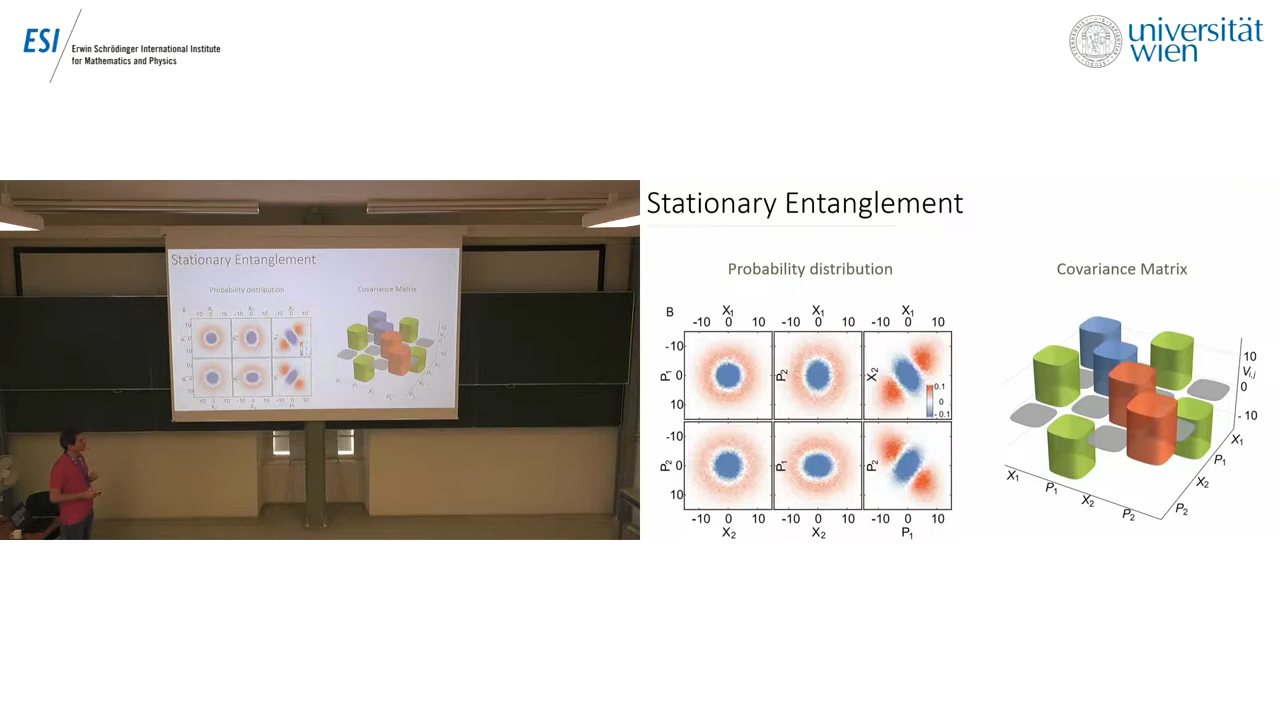 ESI
Erwin Schrödinger International Institute
for Mathematics and Physics
universität
wien
Stationary Entanglement
Probability distribution
Covariance Matrix
Stationary Entanglement
Probability distribution
Covariance Matrix
B
X₁
X₁
X₁
-10 0 10
-10 0 10
-10 0 10
-10
0
10
P₁
P₂
X₂
0.1
0
- 0.1
-10
0
10
P₂
P₁
P₂
-10 0 10
-10 0 10
-10 0 10
X₂
X₂
P₁
10
Vᵢ,ⱼ
0
- 10
X₁
P₁
X₂
P₂
X₁
P₁
X₂
P₂